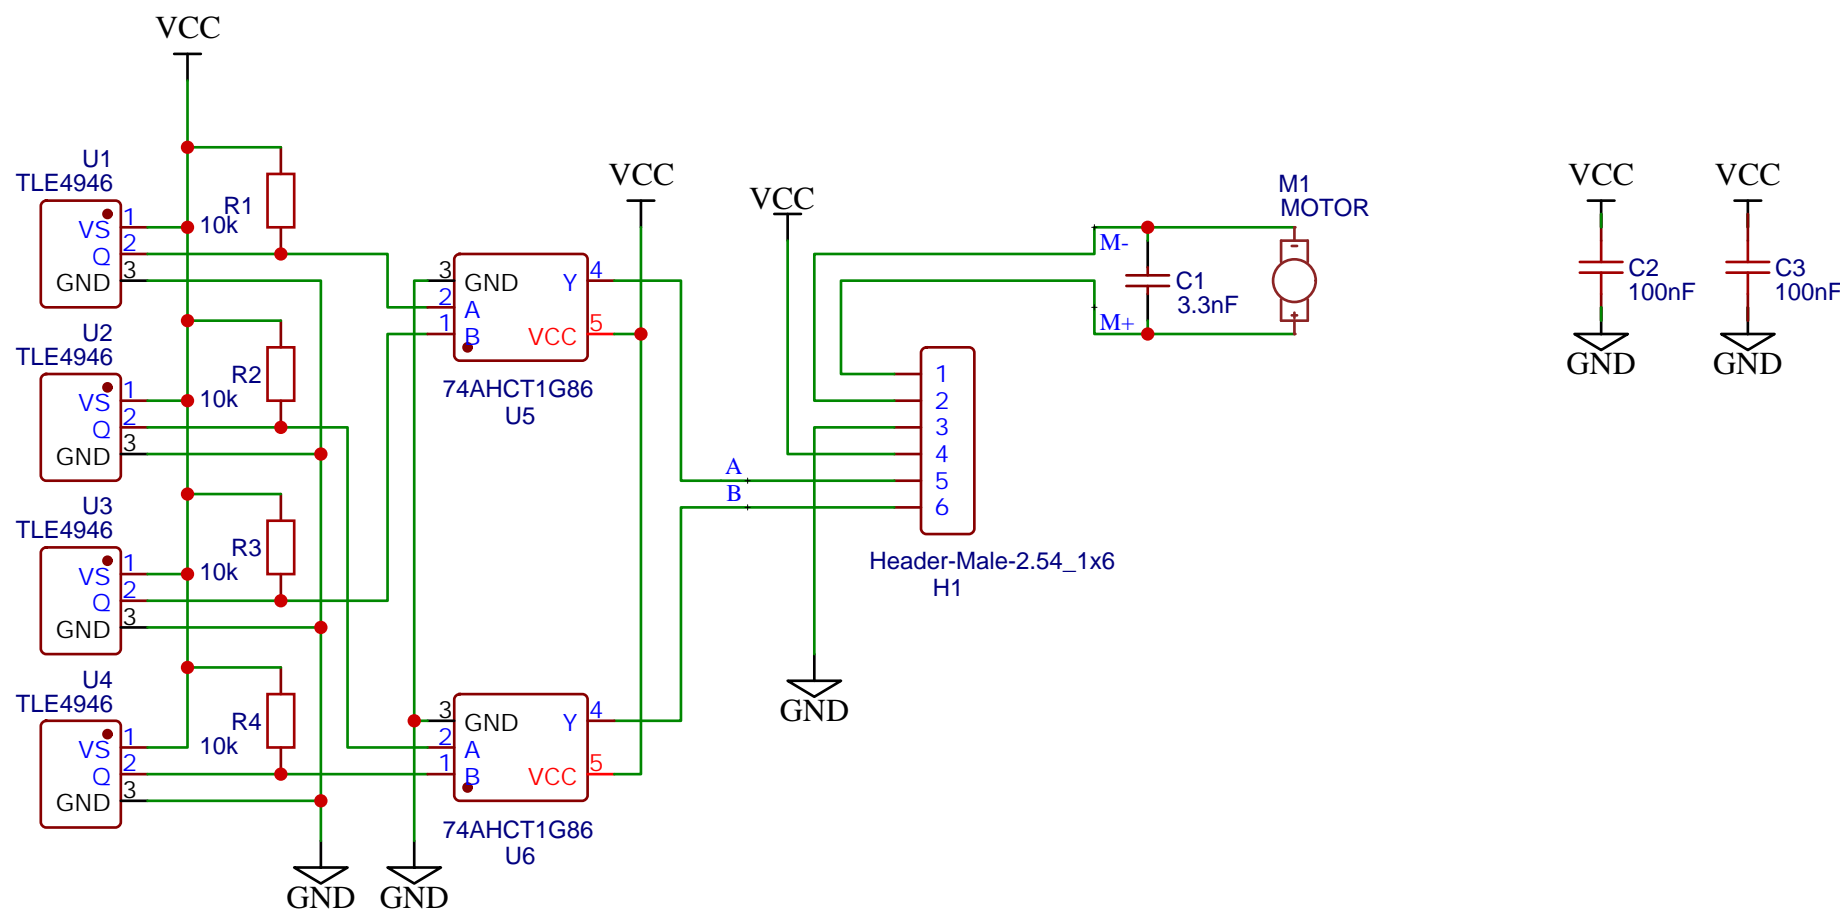 VCC
U1
TLE4946
1
VS
2
Q
3
GND
R1
10k
U2
TLE4946
1
VS
2
Q
3
GND
R2
10k
U3
TLE4946
1
VS
2
Q
3
GND
R3
10k
U4
TLE4946
1
VS
2
Q
3
GND
R4
10k
GND
GND
VCC
3
GND
2
A
1
B
Y
4
VCC
5
74AHCT1G86
U5
3
GND
2
A
1
B
Y
4
VCC
5
74AHCT1G86
U6
VCC
A
B
1
2
3
4
5
6
Header-Male-2.54_1x6
H1
GND
M-
M+
C1
3.3nF
M1
MOTOR
-
+
VCC
C2
100nF
GND
VCC
C3
100nF
GND